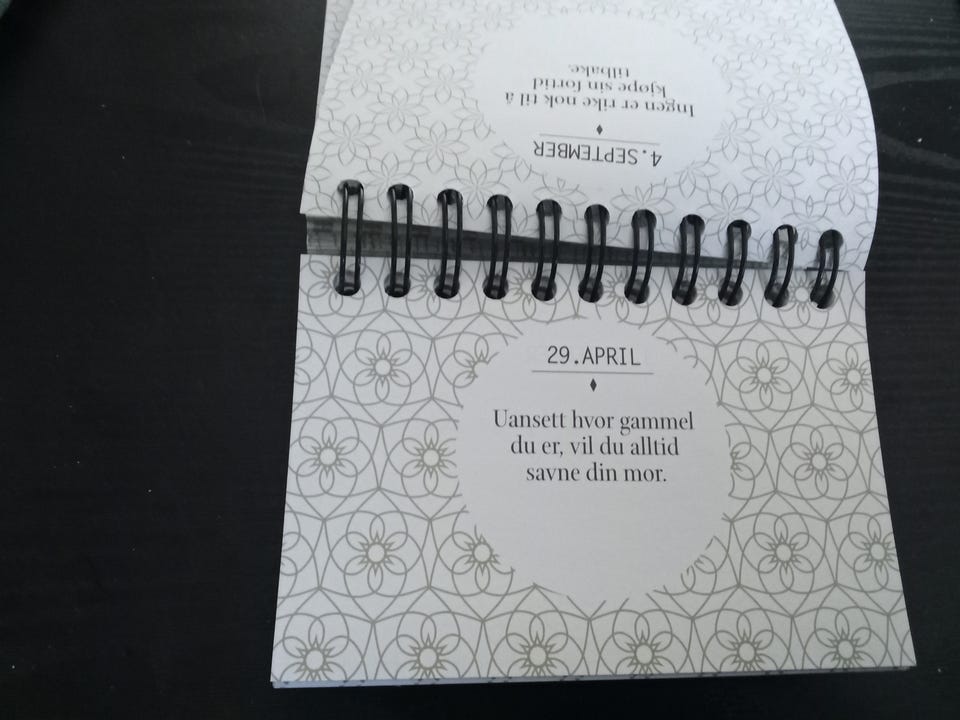 4.SEPTEMBER
Ingen er rike nok til å
kjøpe sin fortid
tilbake.
29.APRIL
Uansett hvor gammel
du er, vil du alltid
savne din mor.